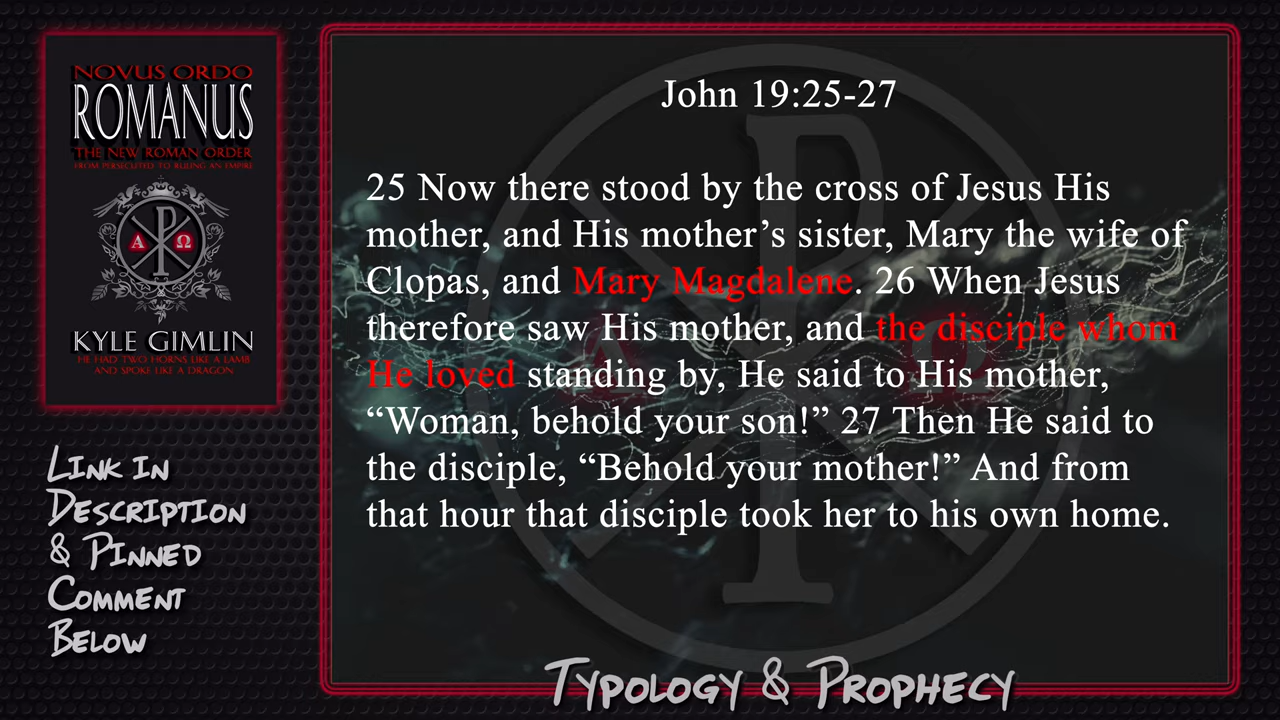 NOVUS ORDO
ROMANUS
THE NEW ROMAN ORDER
FROM PERSECUTED TO RULING AN EMPIRE
Α Ω
KYLE GIMLIN
HE HAD TWO HORNS LIKE A LAMB
AND SPOKE LIKE A DRAGON
LINK IN
DESCRIPTION
& PINNED
COMMENT
BELOW
John 19:25-27
25 Now there stood by the cross of Jesus His
mother, and His mother’s sister, Mary the wife of
Clopas, and Mary Magdalene. 26 When Jesus
therefore saw His mother, and the disciple whom
He loved standing by, He said to His mother,
“Woman, behold your son!” 27 Then He said to
the disciple, “Behold your mother!” And from
that hour that disciple took her to his own home.
TYPOLOGY & PROPHECY